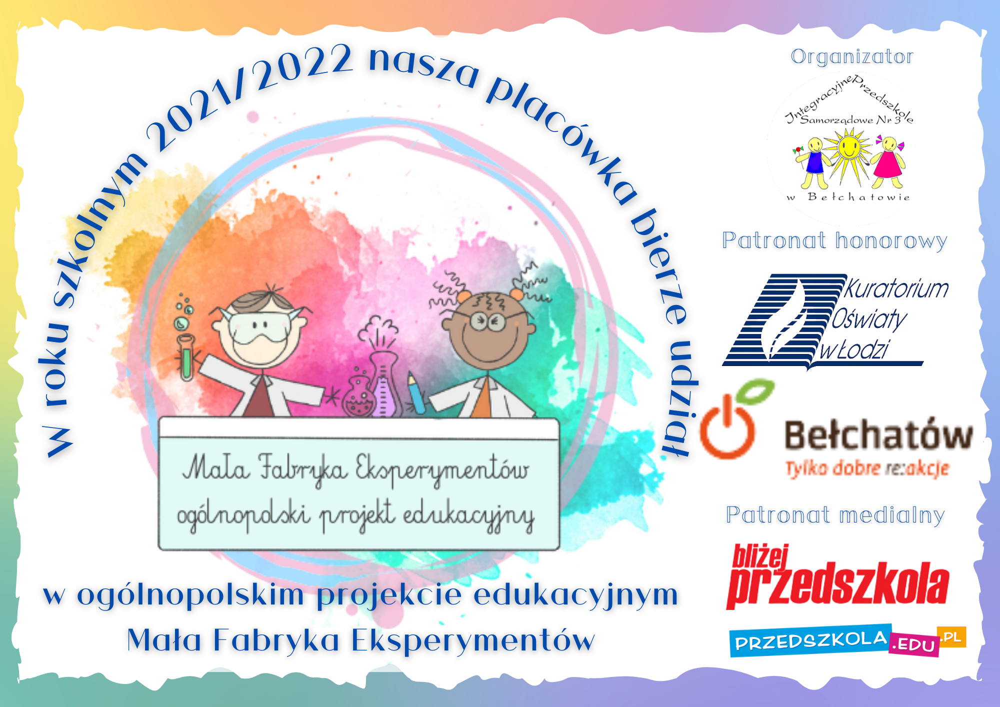 W roku szkolnym 2021/2022 nasza placówka bierze udział
Mała Fabryka Eksperymentów
ogólnopolski projekt edukacyjny
w ogólnopolskim projekcie edukacyjnym
Mała Fabryka Eksperymentów
Organizator
Integracyjne Przedszkole
Samorządowe Nr 3
w Bełchatowie
Patronat honorowy
Kuratorium
Oświaty
w Łodzi
Bełchatów
Tylko dobre re:akcje
Patronat medialny
bliżej
przedszkola
PRZEDSZKOLA.EDU.PL